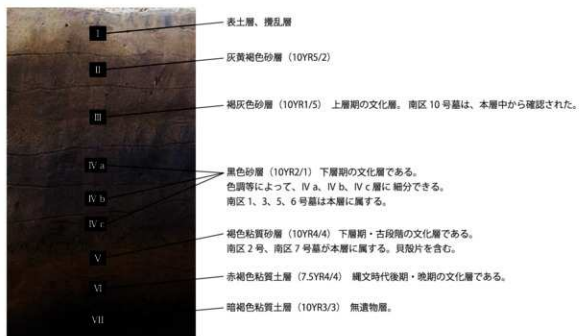 I
表土層、攪乱層
II
灰黄褐色砂層（10YR5/2）
III
褐灰色砂層（10YR1/5） 上層期の文化層。 南区 10 号墓は、本層中から確認された。
IV a
IV b
IV c
黒色砂層（10YR2/1） 下層期の文化層である。
色調等によって、IV a、IV b、IV c 層に 細分できる。
南区 1、3、5、6 号墓は本層に属する。
V
褐色粘質砂層（10YR4/4） 下層期・古段階の文化層である。
南区 2 号、南区 7 号墓が本層に属する。貝殻片を含む。
VI
赤褐色粘質土層（7.5YR4/4） 縄文時代後期・晩期の文化層である。
VII
暗褐色粘質土層（10YR3/3） 無遺物層。